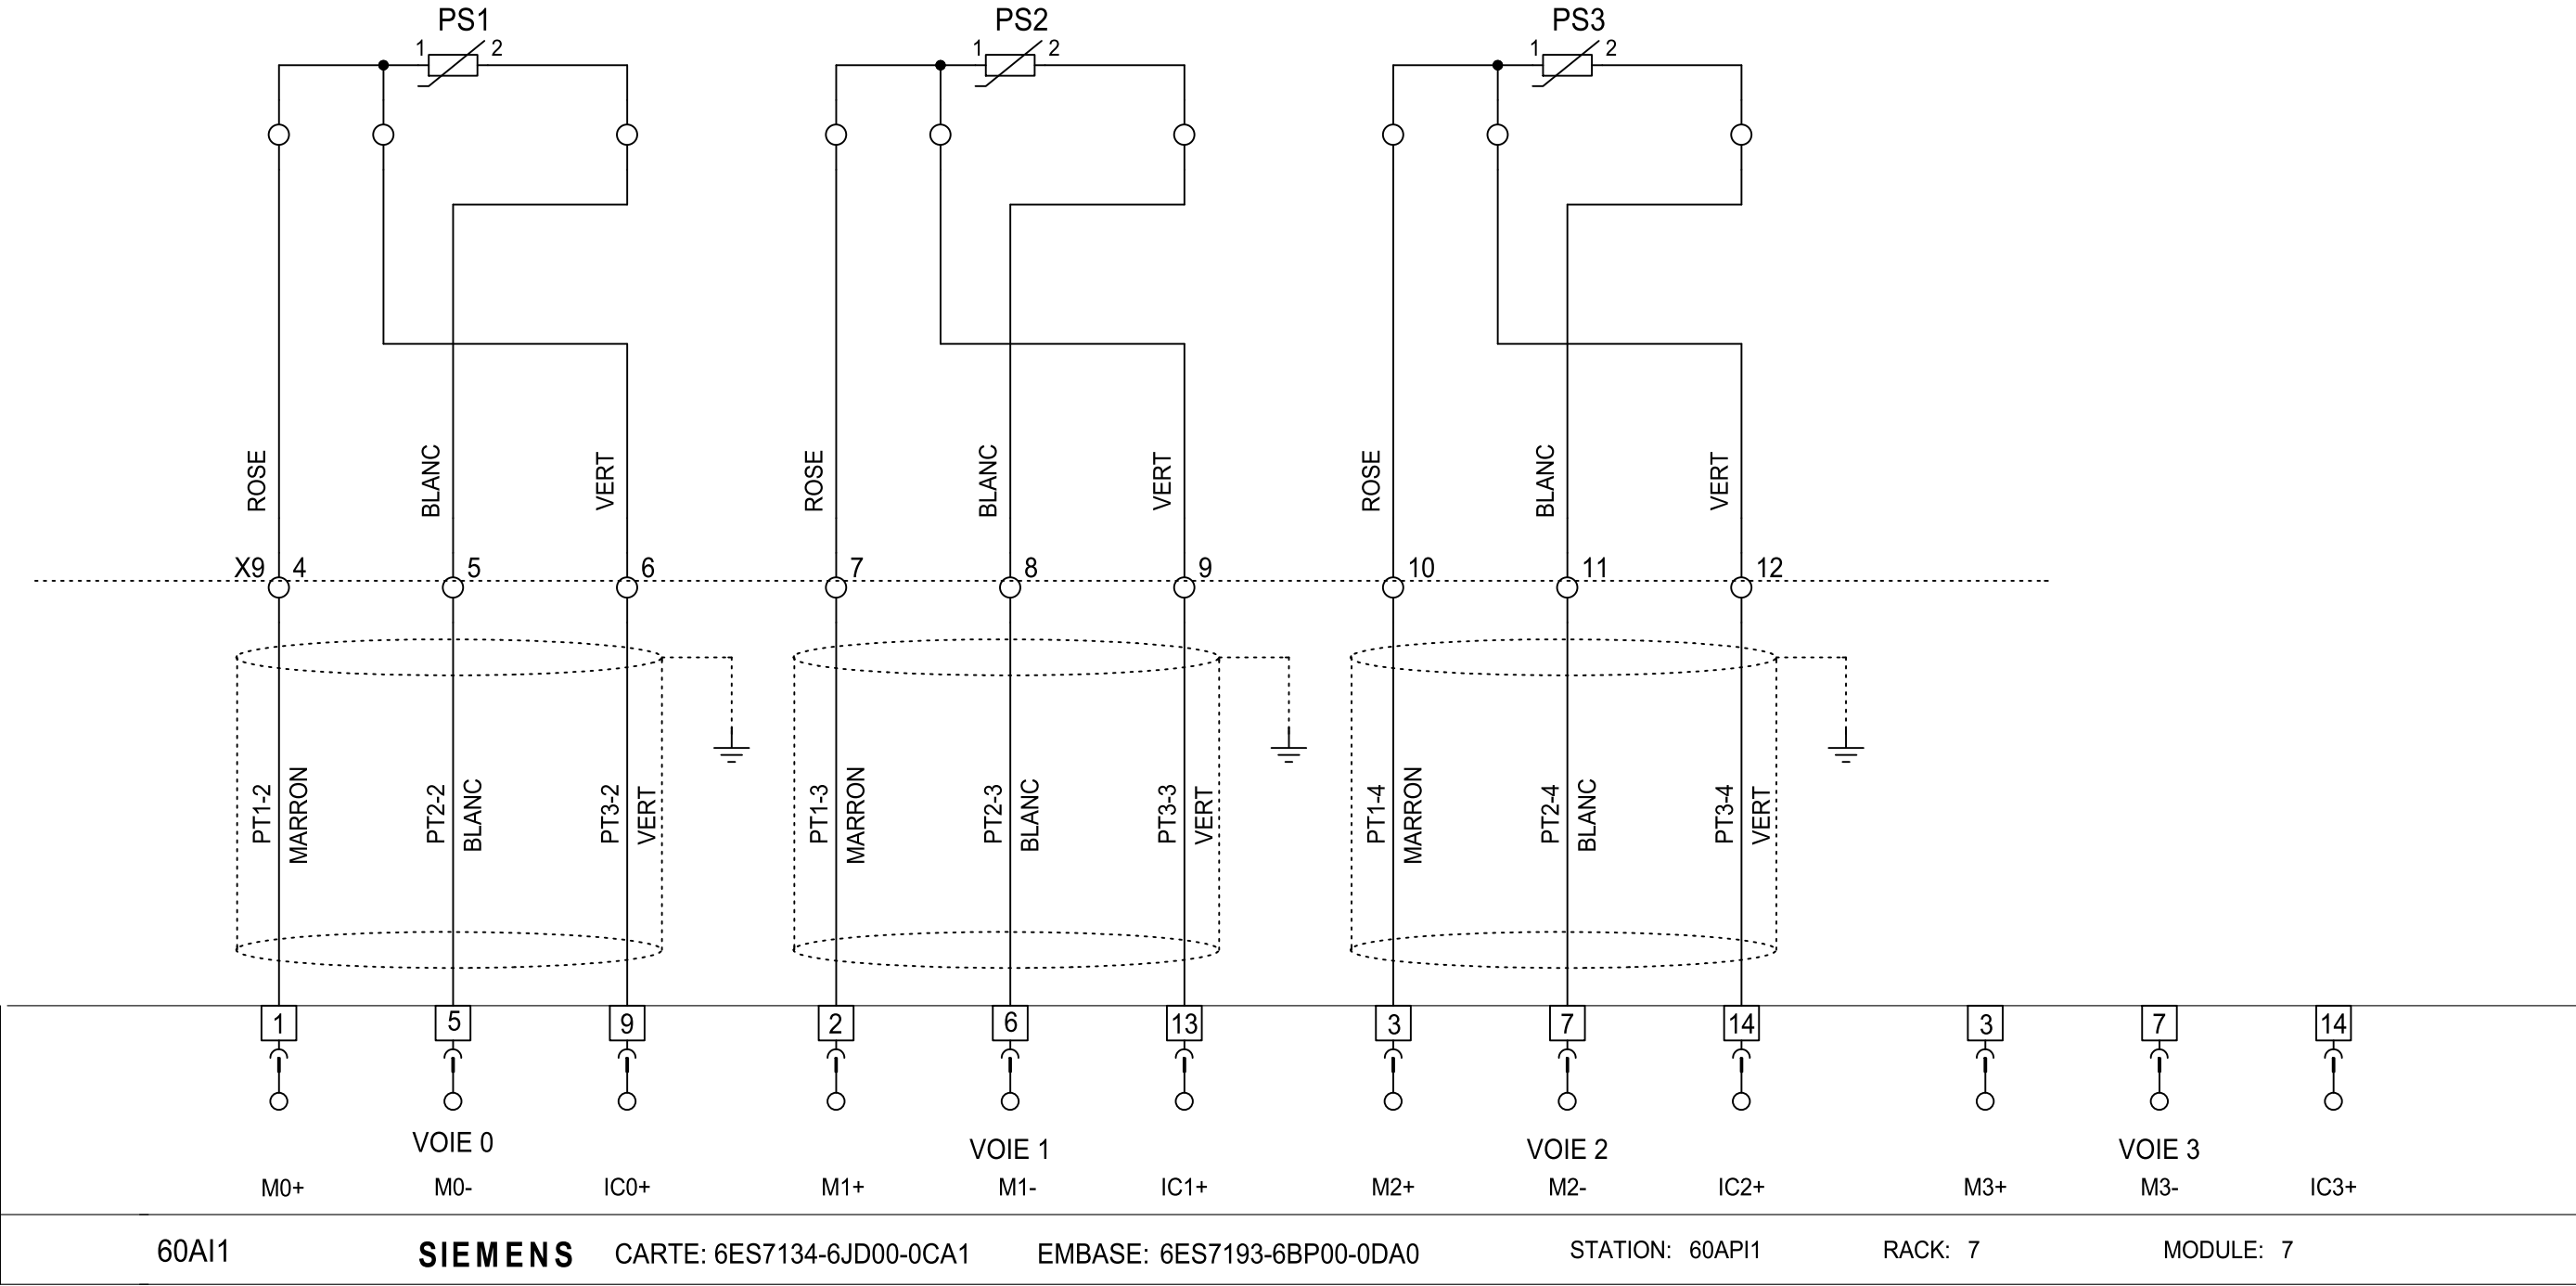 PS1 PS2 PS3
1 2 1 2 1 2
ROSE BLANC VERT ROSE BLANC VERT ROSE BLANC VERT
X9 4 5 6 7 8 9 10 11 12
PT1-2 MARRON PT2-2 BLANC PT3-2 VERT PT1-3 MARRON PT2-3 BLANC PT3-3 VERT PT1-4 MARRON PT2-4 BLANC PT3-4 VERT
1 5 9 2 6 13 3 7 14 3 7 14
VOIE 0 VOIE 1 VOIE 2 VOIE 3
M0+ M0- IC0+ M1+ M1- IC1+ M2+ M2- IC2+ M3+ M3- IC3+
60AI1 SIEMENS CARTE: 6ES7134-6JD00-0CA1 EMBASE: 6ES7193-6BP00-0DA0 STATION: 60API1 RACK: 7 MODULE: 7